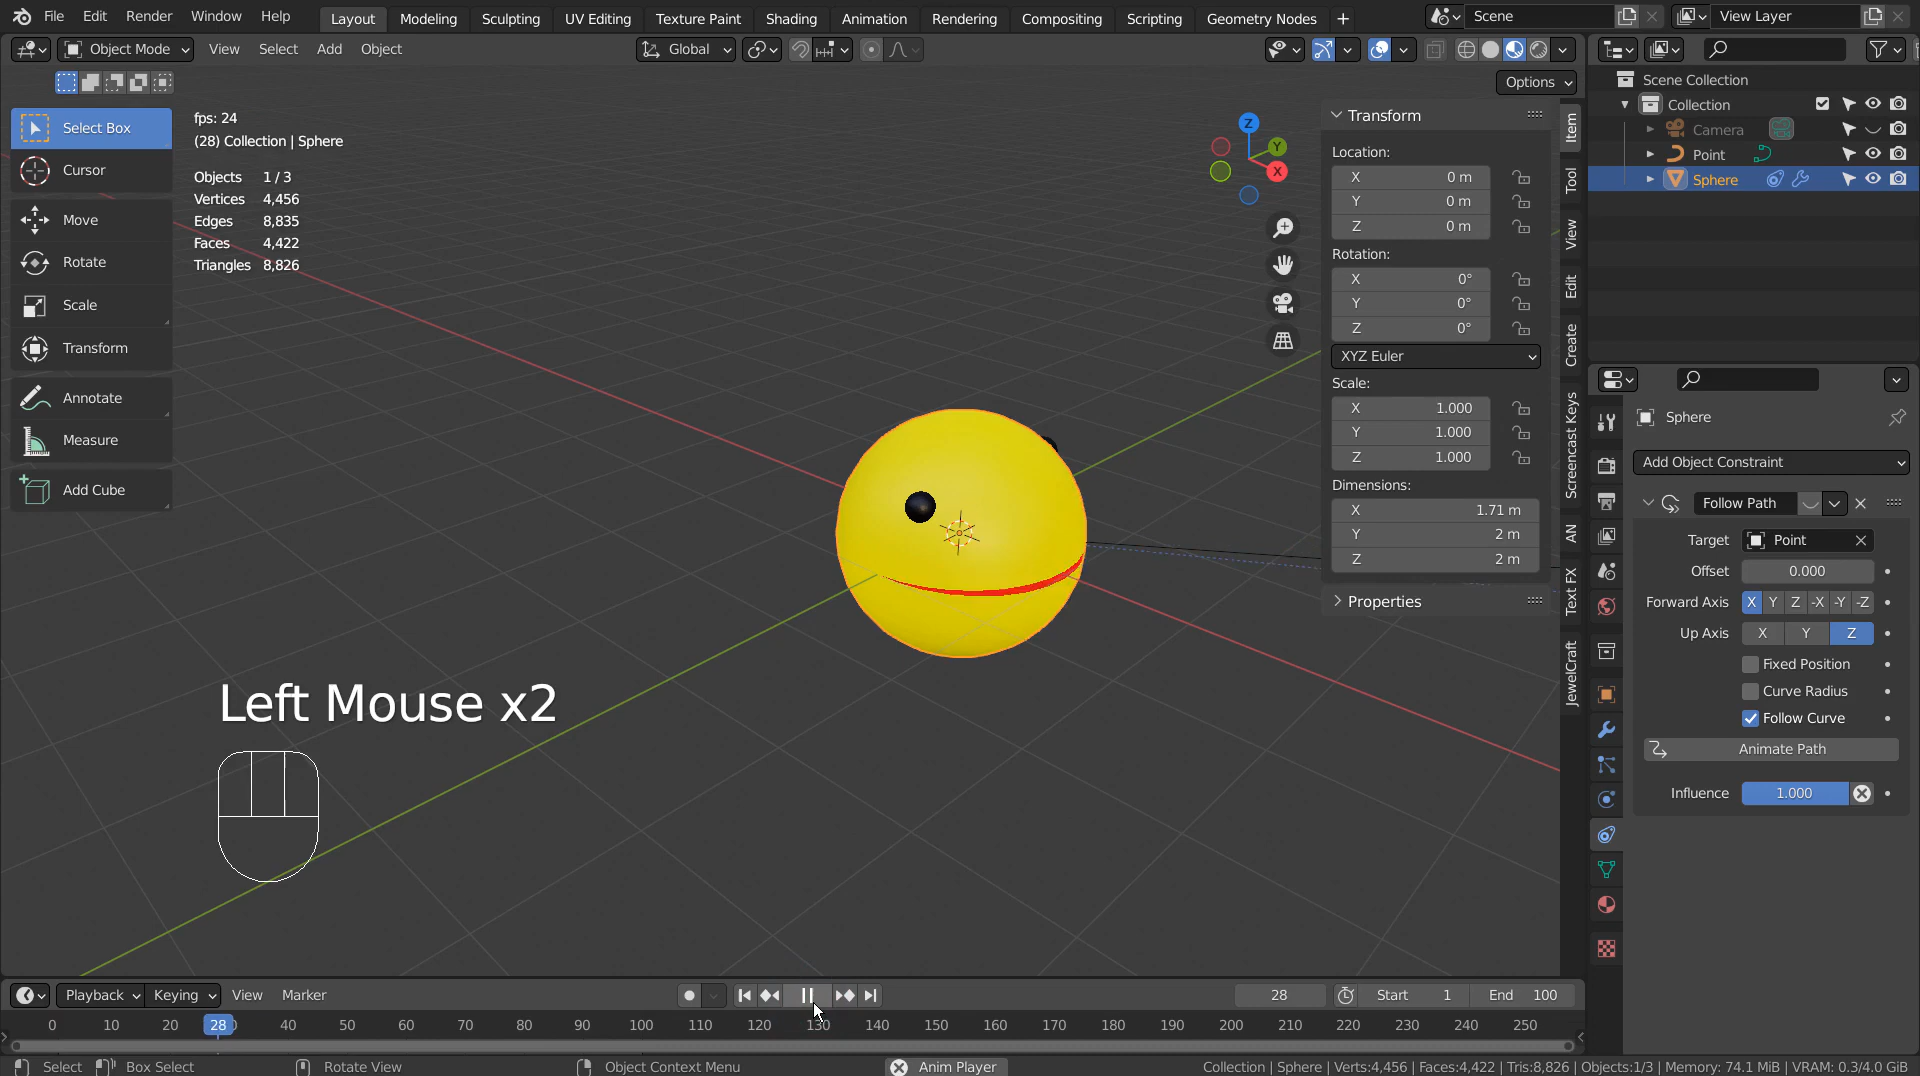 File Edit Render Window Help Layout Modeling Sculpting UV Editing Texture Paint Shading Animation Rendering Compositing Scripting Geometry Nodes + Scene View Layer
Object Mode View Select Add Object Global
Options
Select Box
Cursor
Move
Rotate
Scale
Transform
Annotate
Measure
Add Cube
fps: 24
(28) Collection | Sphere
Objects 1 / 3
Vertices 4,456
Edges 8,835
Faces 4,422
Triangles 8,826
Z
Y
X
Transform
Location:
X 0 m
Y 0 m
Z 0 m
Rotation:
X 0°
Y 0°
Z 0°
XYZ Euler
Scale:
X 1.000
Y 1.000
Z 1.000
Dimensions:
X 1.71 m
Y 2 m
Z 2 m
Properties
Item
Tool
View
Edit
Create
Screencast Keys
AN
Text FX
JewelCraft
Scene Collection
Collection
Camera
Point
Sphere
Sphere
Add Object Constraint
Follow Path
Target Point
Offset 0.000
Forward Axis X Y Z -X -Y -Z
Up Axis X Y Z
Fixed Position
Curve Radius
Follow Curve
Animate Path
Influence 1.000
Left Mouse x2
Playback Keying View Marker 28 Start 1 End 100
0 10 20 28 40 50 60 70 80 90 100 110 120 130 140 150 160 170 180 190 200 210 220 230 240 250
Select Box Select Rotate View Object Context Menu Anim Player Collection | Sphere | Verts:4,456 | Faces:4,422 | Tris:8,826 | Objects:1/3 | Memory: 74.1 MiB | VRAM: 0.3/4.0 GiB